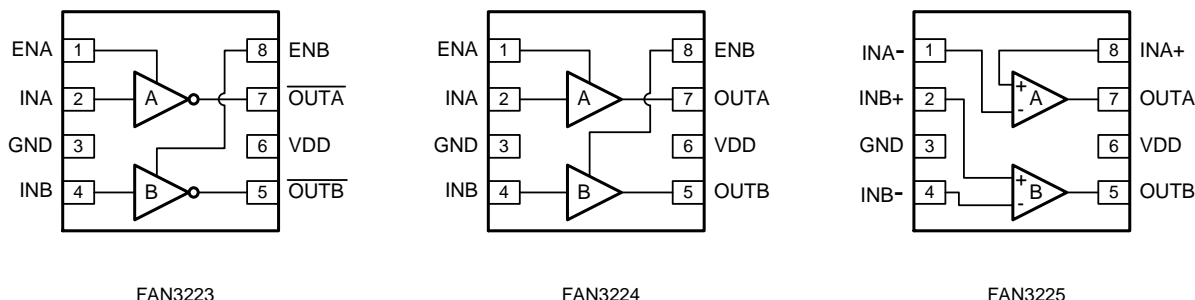 ENA 1 8 ENB
INA 2 A 7 OUTA
GND 3 6 VDD
INB 4 B 5 OUTB
FAN3223
ENA 1 8 ENB
INA 2 A 7 OUTA
GND 3 6 VDD
INB 4 B 5 OUTB
FAN3224
INA- 1 8 INA+
INB+ 2 + - A 7 OUTA
GND 3 6 VDD
INB- 4 + - B 5 OUTB
FAN3225